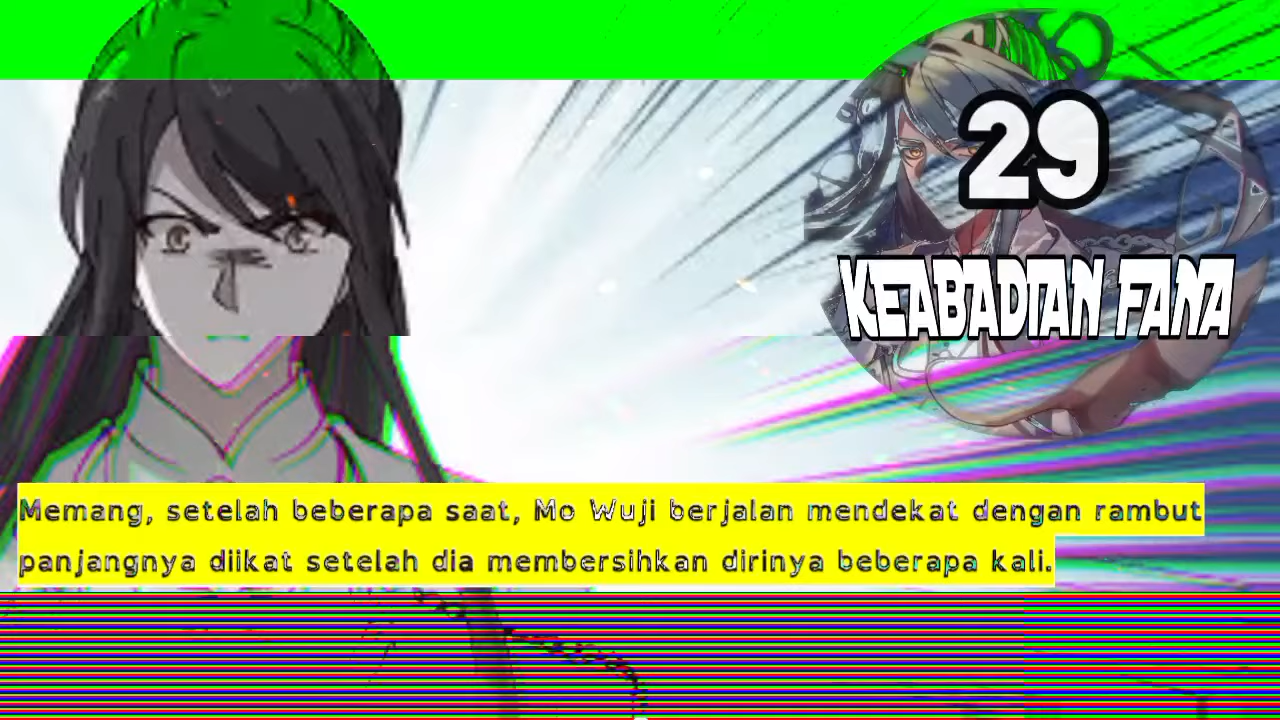 29
KEABADIAN FANA
Memang, setelah beberapa saat, Mo Wuji berjalan mendekat dengan rambut
panjangnya diikat setelah dia membersihkan dirinya beberapa kali.